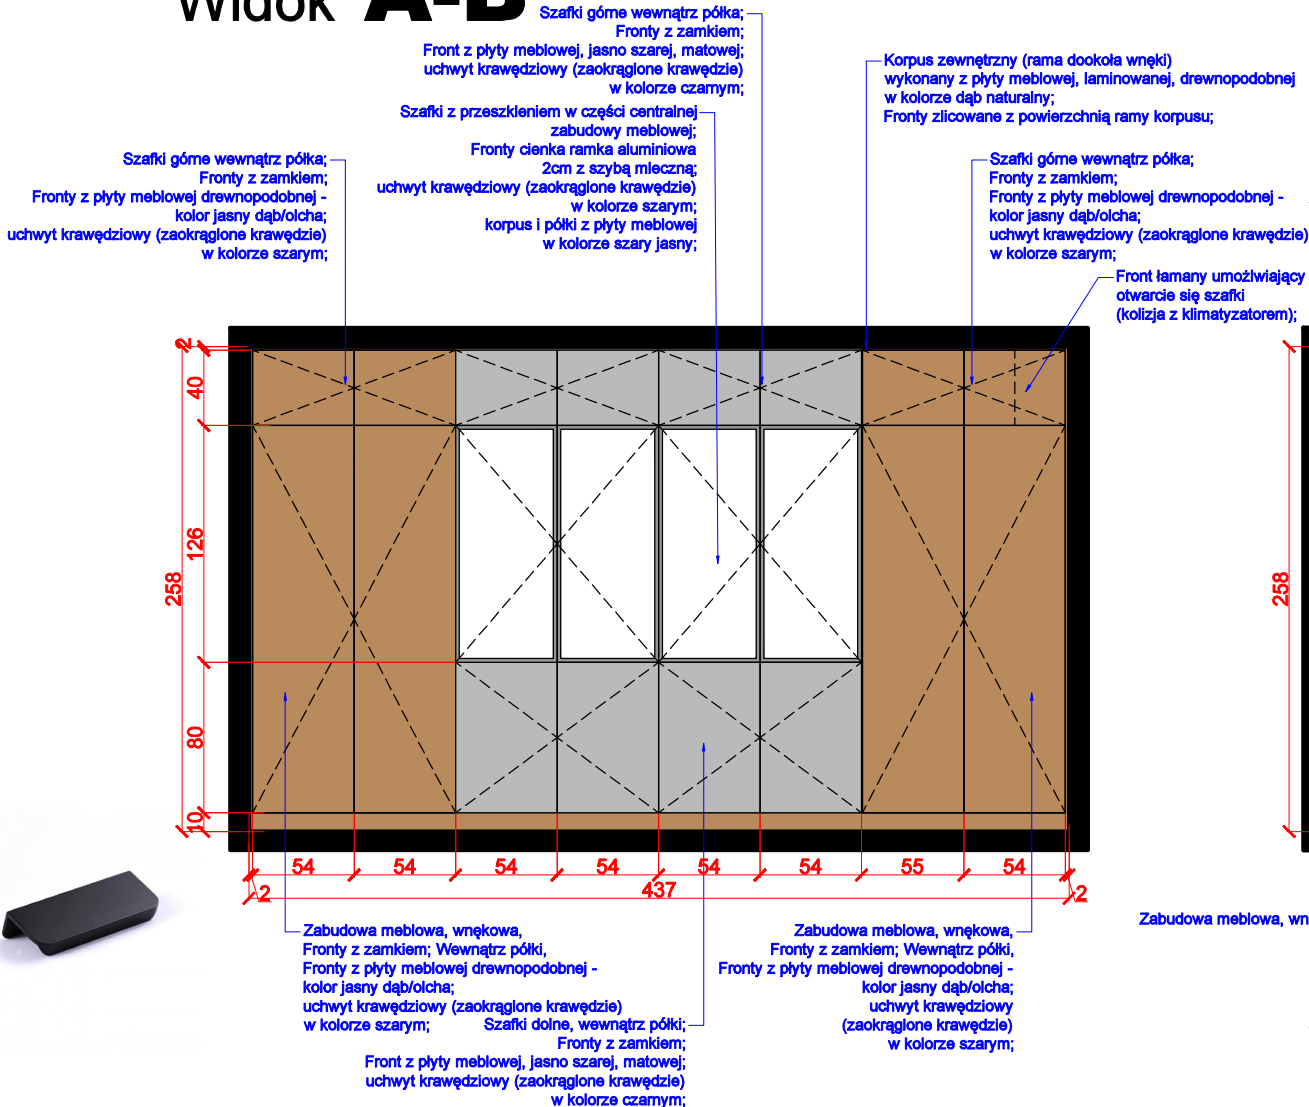 Widok A-B
Szafki górne wewnątrz półka;
Fronty z zamkiem;
Front z płyty meblowej, jasno szarej, matowej;
uchwyt krawędziowy (zaokrąglone krawędzie)
w kolorze czarnym;
Korpus zewnętrzny (rama dookoła wnęki)
wykonany z płyty meblowej, laminowanej, drewnopodobnej
w kolorze dąb naturalny;
Fronty zlicowane z powierzchnią ramy korpusu;
Szafki z przeszkleniem w części centralnej
zabudowy meblowej;
Fronty cienka ramka aluminiowa
2cm z szybą mleczną;
uchwyt krawędziowy (zaokrąglone krawędzie)
w kolorze szarym;
korpus i półki z płyty meblowej
w kolorze szary jasny;
Szafki górne wewnątrz półka;
Fronty z zamkiem;
Fronty z płyty meblowej drewnopodobnej -
kolor jasny dąb/olcha;
uchwyt krawędziowy (zaokrąglone krawędzie)
w kolorze szarym;
Szafki górne wewnątrz półka;
Fronty z zamkiem;
Fronty z płyty meblowej drewnopodobnej -
kolor jasny dąb/olcha;
uchwyt krawędziowy (zaokrąglone krawędzie)
w kolorze szarym;
Front łamany umożlwiający
otwarcie się szafki
(kolizja z klimatyzatorem);
2
40
126
258
80
10
258
54 54 54 54 54 54 55 54
2 437 2
Zabudowa meblowa, wnękowa,
Fronty z zamkiem; Wewnątrz półki,
Fronty z płyty meblowej drewnopodobnej -
kolor jasny dąb/olcha;
uchwyt krawędziowy (zaokrąglone krawędzie)
w kolorze szarym;
Szafki dolne, wewnątrz półki;
Fronty z zamkiem;
Front z płyty meblowej, jasno szarej, matowej;
uchwyt krawędziowy (zaokrąglone krawędzie)
w kolorze czarnym;
Zabudowa meblowa, wnękowa,
Fronty z zamkiem; Wewnątrz półki,
Fronty z płyty meblowej drewnopodobnej -
kolor jasny dąb/olcha;
uchwyt krawędziowy
(zaokrąglone krawędzie)
w kolorze szarym;
Zabudowa meblowa, wn